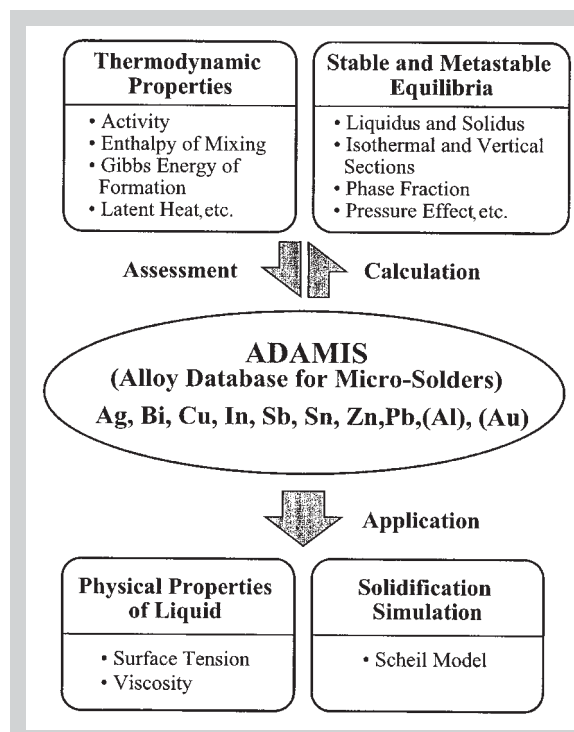 Thermodynamic
Properties
• Activity
• Enthalpy of Mixing
• Gibbs Energy of
Formation
• Latent Heat, etc.
Stable and Metastable
Equilibria
• Liquidus and Solidus
• Isothermal and Vertical
Sections
• Phase Fraction
• Pressure Effect, etc.
Assessment
Calculation
ADAMIS
(Alloy Database for Micro-Solders)
Ag, Bi, Cu, In, Sb, Sn, Zn,Pb,(Al), (Au)
Application
Physical Properties
of Liquid
• Surface Tension
• Viscosity
Solidification
Simulation
• Scheil Model